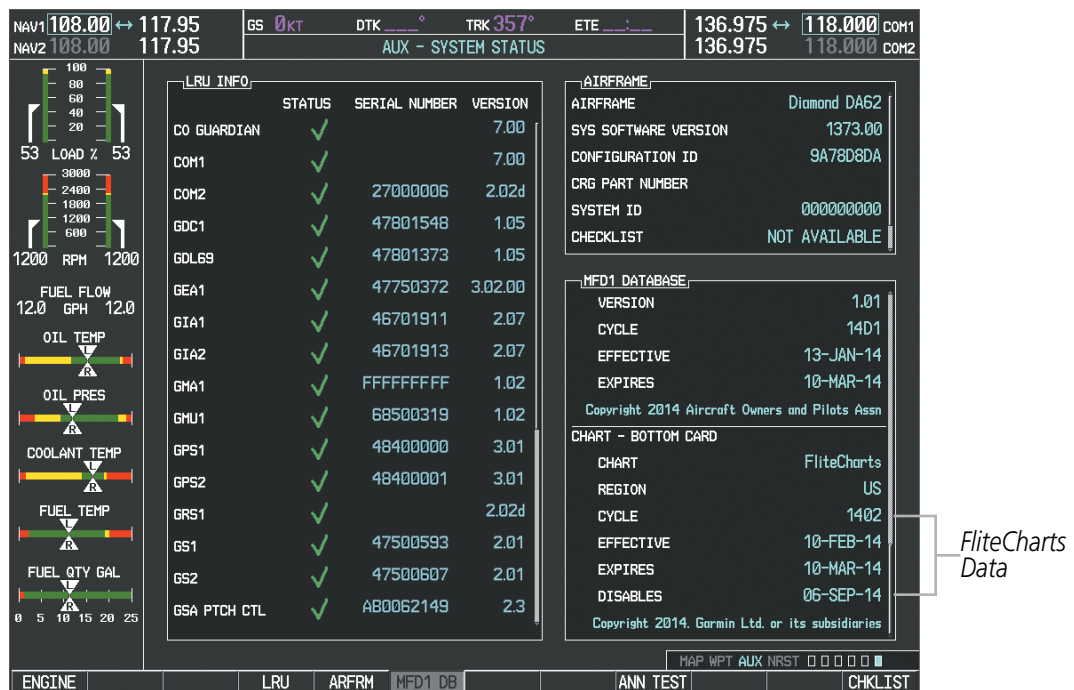 NAV1 108.00 ↔ 117.95
NAV2 108.00 117.95
GS 0KT DTK ___° TRK 357° ETE __:__
AUX - SYSTEM STATUS
136.975 ↔ 118.000 COM1
136.975 118.000 COM2
100
80
60
40
20
53 LOAD % 53
3000
2400
1800
1200
600
1200 RPM 1200
FUEL FLOW
12.0 GPH 12.0
OIL TEMP
L
R
OIL PRES
L
R
COOLANT TEMP
L
R
FUEL TEMP
L
R
FUEL QTY GAL
L
R
0 5 10 15 20 25
LRU INFO
STATUS SERIAL NUMBER VERSION
CO GUARDIAN ✓ 7.00
COM1 ✓ 7.00
COM2 ✓ 27000006 2.02d
GDC1 ✓ 47801548 1.05
GDL69 ✓ 47801373 1.05
GEA1 ✓ 47750372 3.02.00
GIA1 ✓ 46701911 2.07
GIA2 ✓ 46701913 2.07
GMA1 ✓ FFFFFFFFF 1.02
GMU1 ✓ 68500319 1.02
GPS1 ✓ 48400000 3.01
GPS2 ✓ 48400001 3.01
GRS1 ✓ 2.02d
GS1 ✓ 47500593 2.01
GS2 ✓ 47500607 2.01
GSA PTCH CTL ✓ AB0062149 2.3
AIRFRAME
AIRFRAME Diamond DA62
SYS SOFTWARE VERSION 1373.00
CONFIGURATION ID 9A78D8DA
CRG PART NUMBER
SYSTEM ID 000000000
CHECKLIST NOT AVAILABLE
MFD1 DATABASE
VERSION 1.01
CYCLE 14D1
EFFECTIVE 13-JAN-14
EXPIRES 10-MAR-14
Copyright 2014 Aircraft Owners and Pilots Assn
CHART - BOTTOM CARD
CHART FliteCharts
REGION US
CYCLE 1402
EFFECTIVE 10-FEB-14
EXPIRES 10-MAR-14
DISABLES 06-SEP-14
Copyright 2014. Garmin Ltd. or its subsidiaries
FliteCharts
Data
MAP WPT AUX NRST
ENGINE LRU ARFRM MFD1 DB ANN TEST CHKLIST